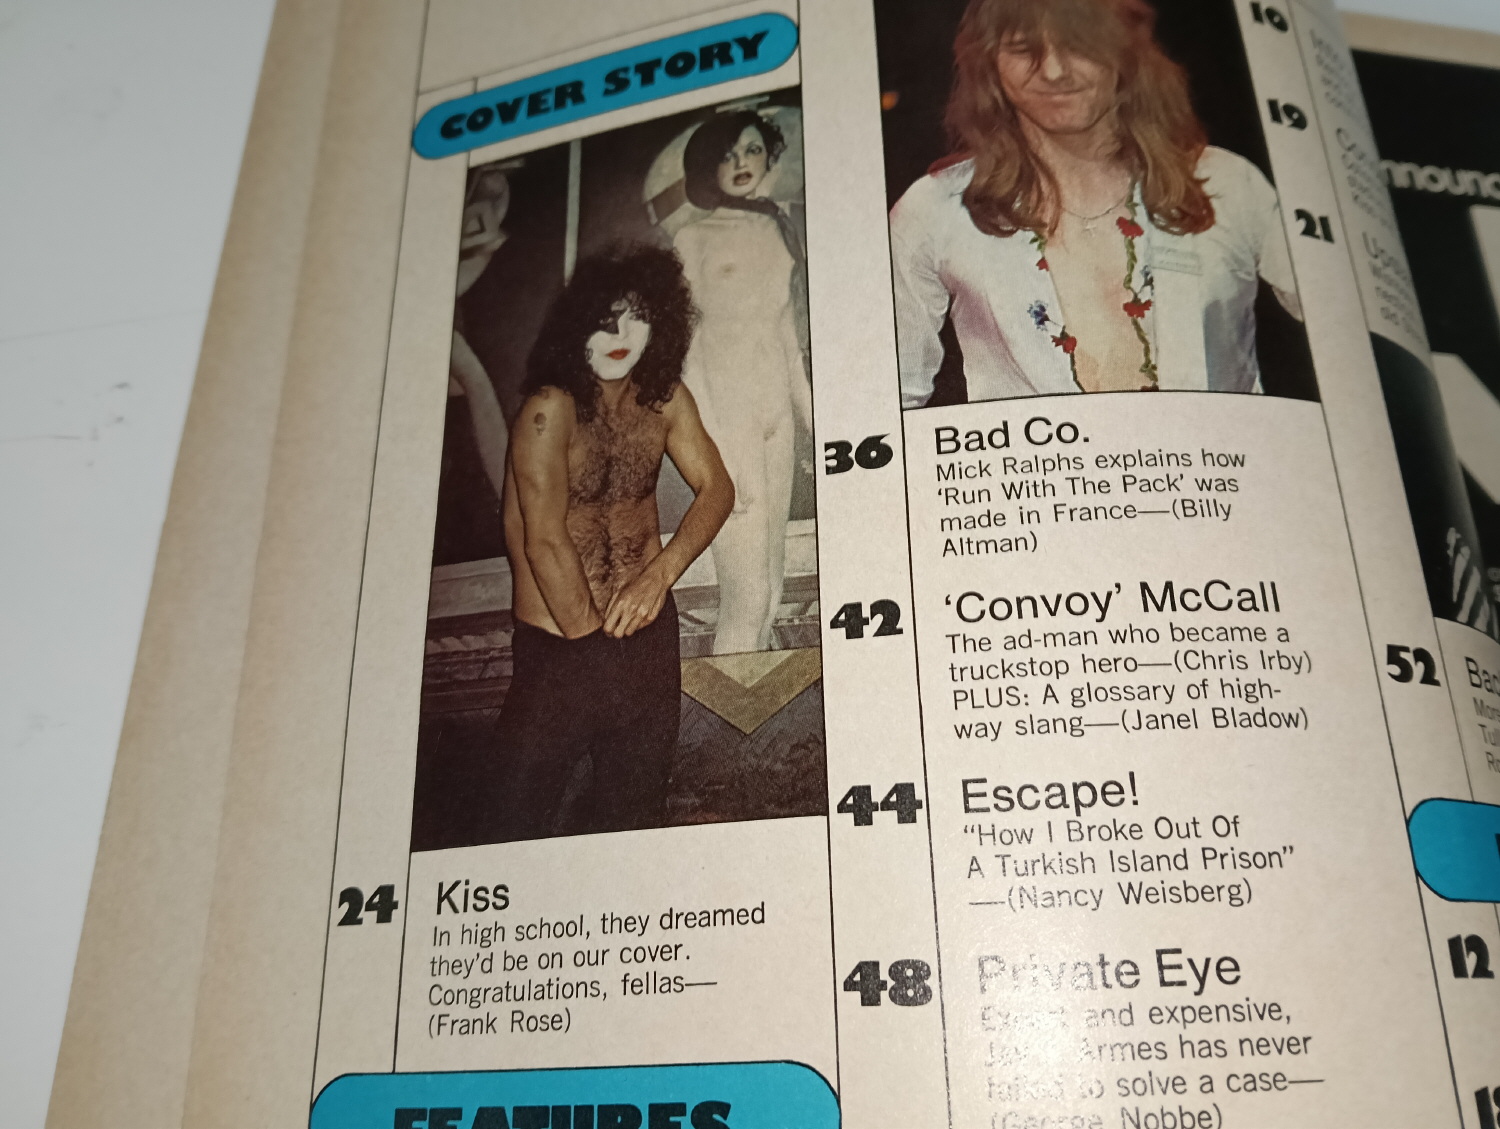 COVER STORY
24
Kiss
In high school, they dreamed
they'd be on our cover.
Congratulations, fellas—
(Frank Rose)
FEATURES
36
Bad Co.
Mick Ralphs explains how
'Run With The Pack' was
made in France—(Billy
Altman)
42
'Convoy' McCall
The ad-man who became a
truckstop hero—(Chris Irby)
PLUS: A glossary of high-
way slang—(Janel Bladow)
44
Escape!
"How I Broke Out Of
A Turkish Island Prison"
—(Nancy Weisberg)
48
Private Eye
and expensive,
Armes has never
failed to solve a case—
(George Nobbe)
19
21
52
12